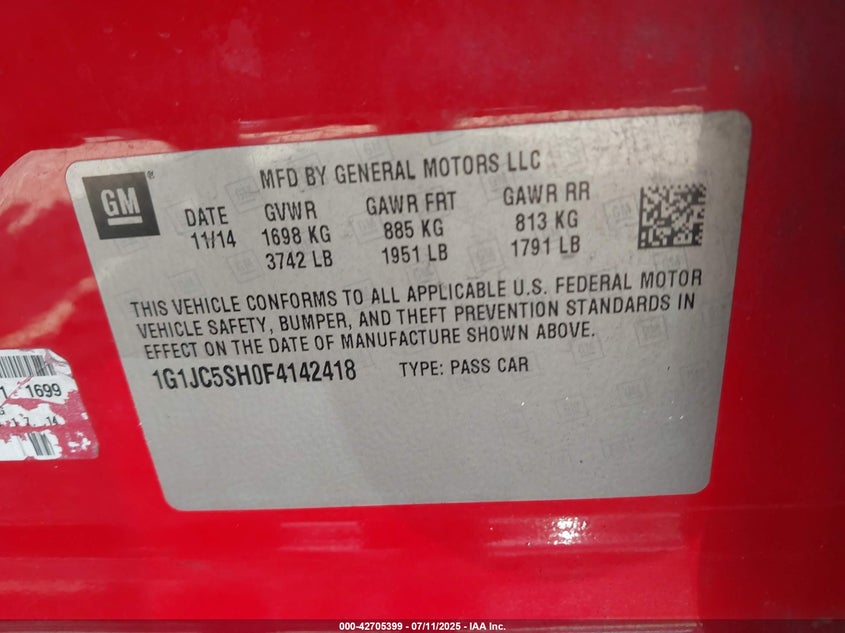 GM
®
MFD BY GENERAL MOTORS LLC
DATE GVWR GAWR FRT GAWR RR
11/14 1698 KG 885 KG 813 KG
3742 LB 1951 LB 1791 LB
THIS VEHICLE CONFORMS TO ALL APPLICABLE U.S. FEDERAL MOTOR
VEHICLE SAFETY, BUMPER, AND THEFT PREVENTION STANDARDS IN
EFFECT ON THE DATE OF MANUFACTURE SHOWN ABOVE.
1G1JC5SH0F4142418 TYPE: PASS CAR
1 1699
000-42705399 - 07/11/2025 - IAA Inc.